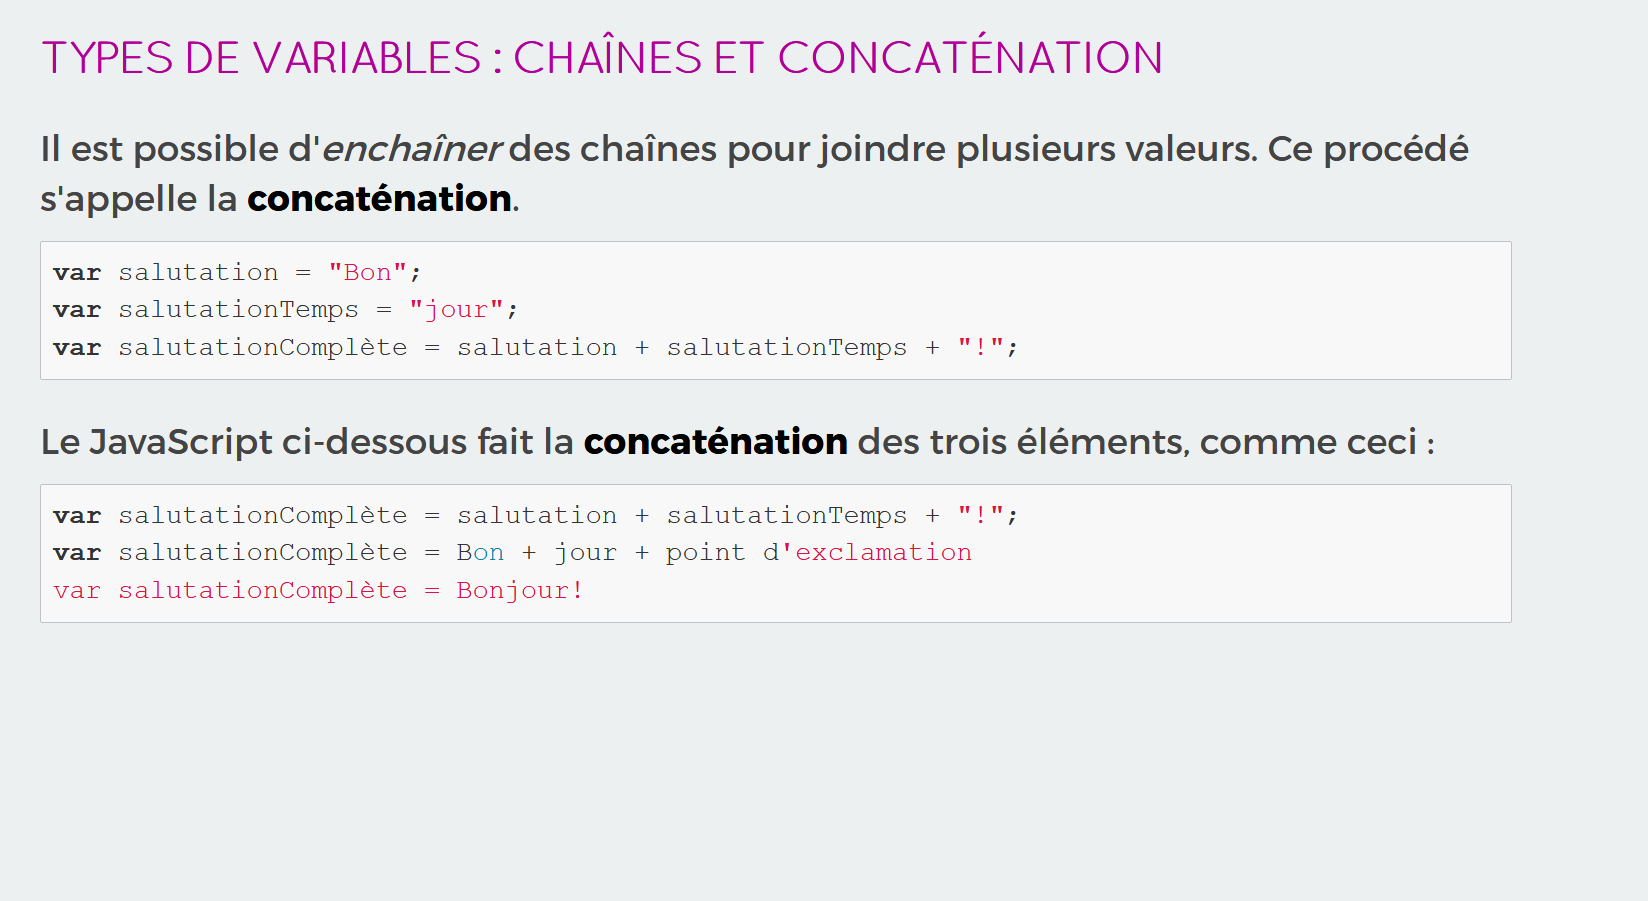 TYPES DE VARIABLES : CHAÎNES ET CONCATÉNATION
Il est possible d'enchaîner des chaînes pour joindre plusieurs valeurs. Ce procédé
s'appelle la concaténation.
var salutation = "Bon";
var salutationTemps = "jour";
var salutationComplète = salutation + salutationTemps + "!";
Le JavaScript ci-dessous fait la concaténation des trois éléments, comme ceci :
var salutationComplète = salutation + salutationTemps + "!";
var salutationComplète = Bon + jour + point d'exclamation
var salutationComplète = Bonjour!